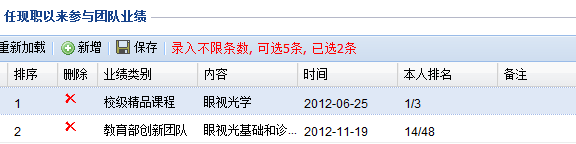 任现职以来参与团队业绩
重新加载 新增 保存 录入不限条数, 可选5条, 已选2条
排序 删除 业绩类别 内容 时间 本人排名 备注
1 校级精品课程 眼视光学 2012-06-25 1/3
2 教育部创新团队 眼视光基础和诊... 2012-11-19 14/48